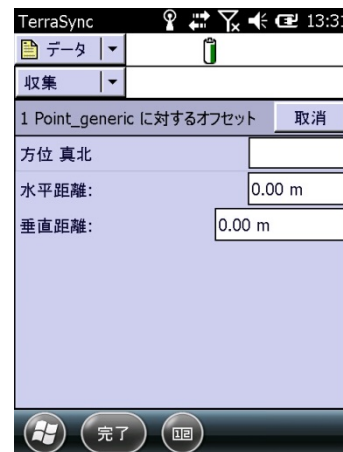 TerraSync 13:31
データ
収集
1 Point_generic に対するオフセット 取消
方位 真北
水平距離: 0.00 m
垂直距離: 0.00 m
完了